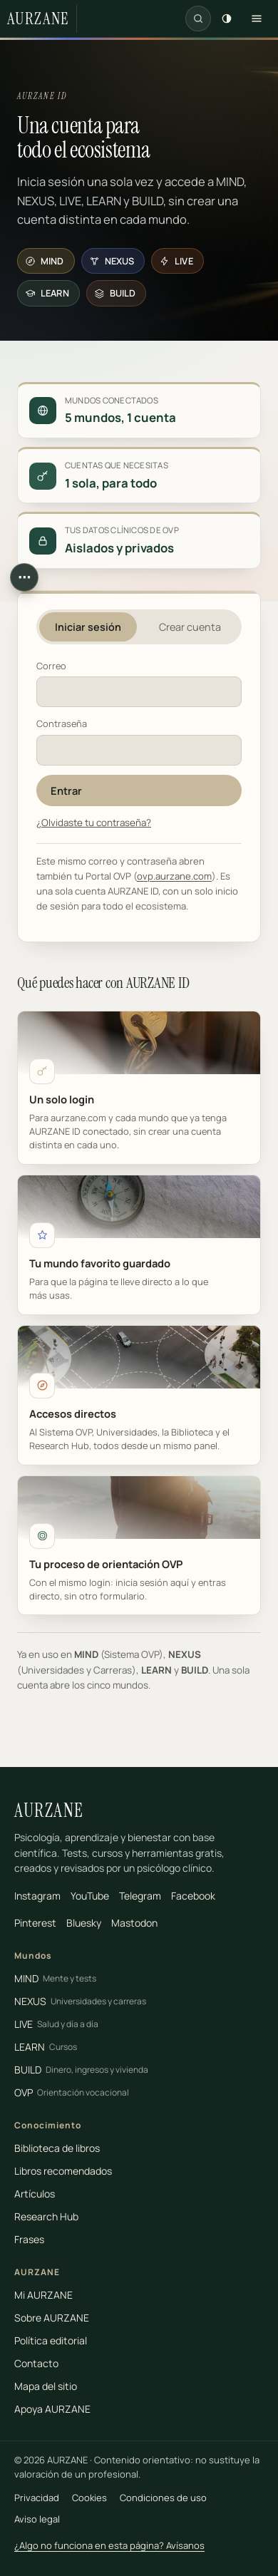 AURZANE
AURZANE ID
Una cuenta para
todo el ecosistema
Inicia sesión una sola vez y accede a MIND,
NEXUS, LIVE, LEARN y BUILD, sin crear una
cuenta distinta en cada mundo.
MIND
NEXUS
LIVE
LEARN
BUILD
MUNDOS CONECTADOS
5 mundos, 1 cuenta
CUENTAS QUE NECESITAS
1 sola, para todo
TUS DATOS CLÍNICOS DE OVP
Aislados y privados
Iniciar sesión
Crear cuenta
Correo
Contraseña
Entrar
¿Olvidaste tu contraseña?
Este mismo correo y contraseña abren
también tu Portal OVP (ovp.aurzane.com). Es
una sola cuenta AURZANE ID, con un solo inicio
de sesión para todo el ecosistema.
Qué puedes hacer con AURZANE ID
Un solo login
Para aurzane.com y cada mundo que ya tenga
AURZANE ID conectado, sin crear una cuenta
distinta en cada uno.
Tu mundo favorito guardado
Para que la página te lleve directo a lo que
más usas.
Accesos directos
Al Sistema OVP, Universidades, la Biblioteca y el
Research Hub, todos desde un mismo panel.
Tu proceso de orientación OVP
Con el mismo login: inicia sesión aquí y entras
directo, sin otro formulario.
Ya en uso en MIND (Sistema OVP), NEXUS
(Universidades y Carreras), LEARN y BUILD. Una sola
cuenta abre los cinco mundos.
AURZANE
Psicología, aprendizaje y bienestar con base
científica. Tests, cursos y herramientas gratis,
creados y revisados por un psicólogo clínico.
Instagram YouTube Telegram Facebook
Pinterest Bluesky Mastodon
Mundos
MIND Mente y tests
NEXUS Universidades y carreras
LIVE Salud y día a día
LEARN Cursos
BUILD Dinero, ingresos y vivienda
OVP Orientación vocacional
Conocimiento
Biblioteca de libros
Libros recomendados
Artículos
Research Hub
Frases
AURZANE
Mi AURZANE
Sobre AURZANE
Política editorial
Contacto
Mapa del sitio
Apoya AURZANE
© 2026 AURZANE · Contenido orientativo: no sustituye la
valoración de un profesional.
Privacidad Cookies Condiciones de uso
Aviso legal
¿Algo no funciona en esta página? Avísanos